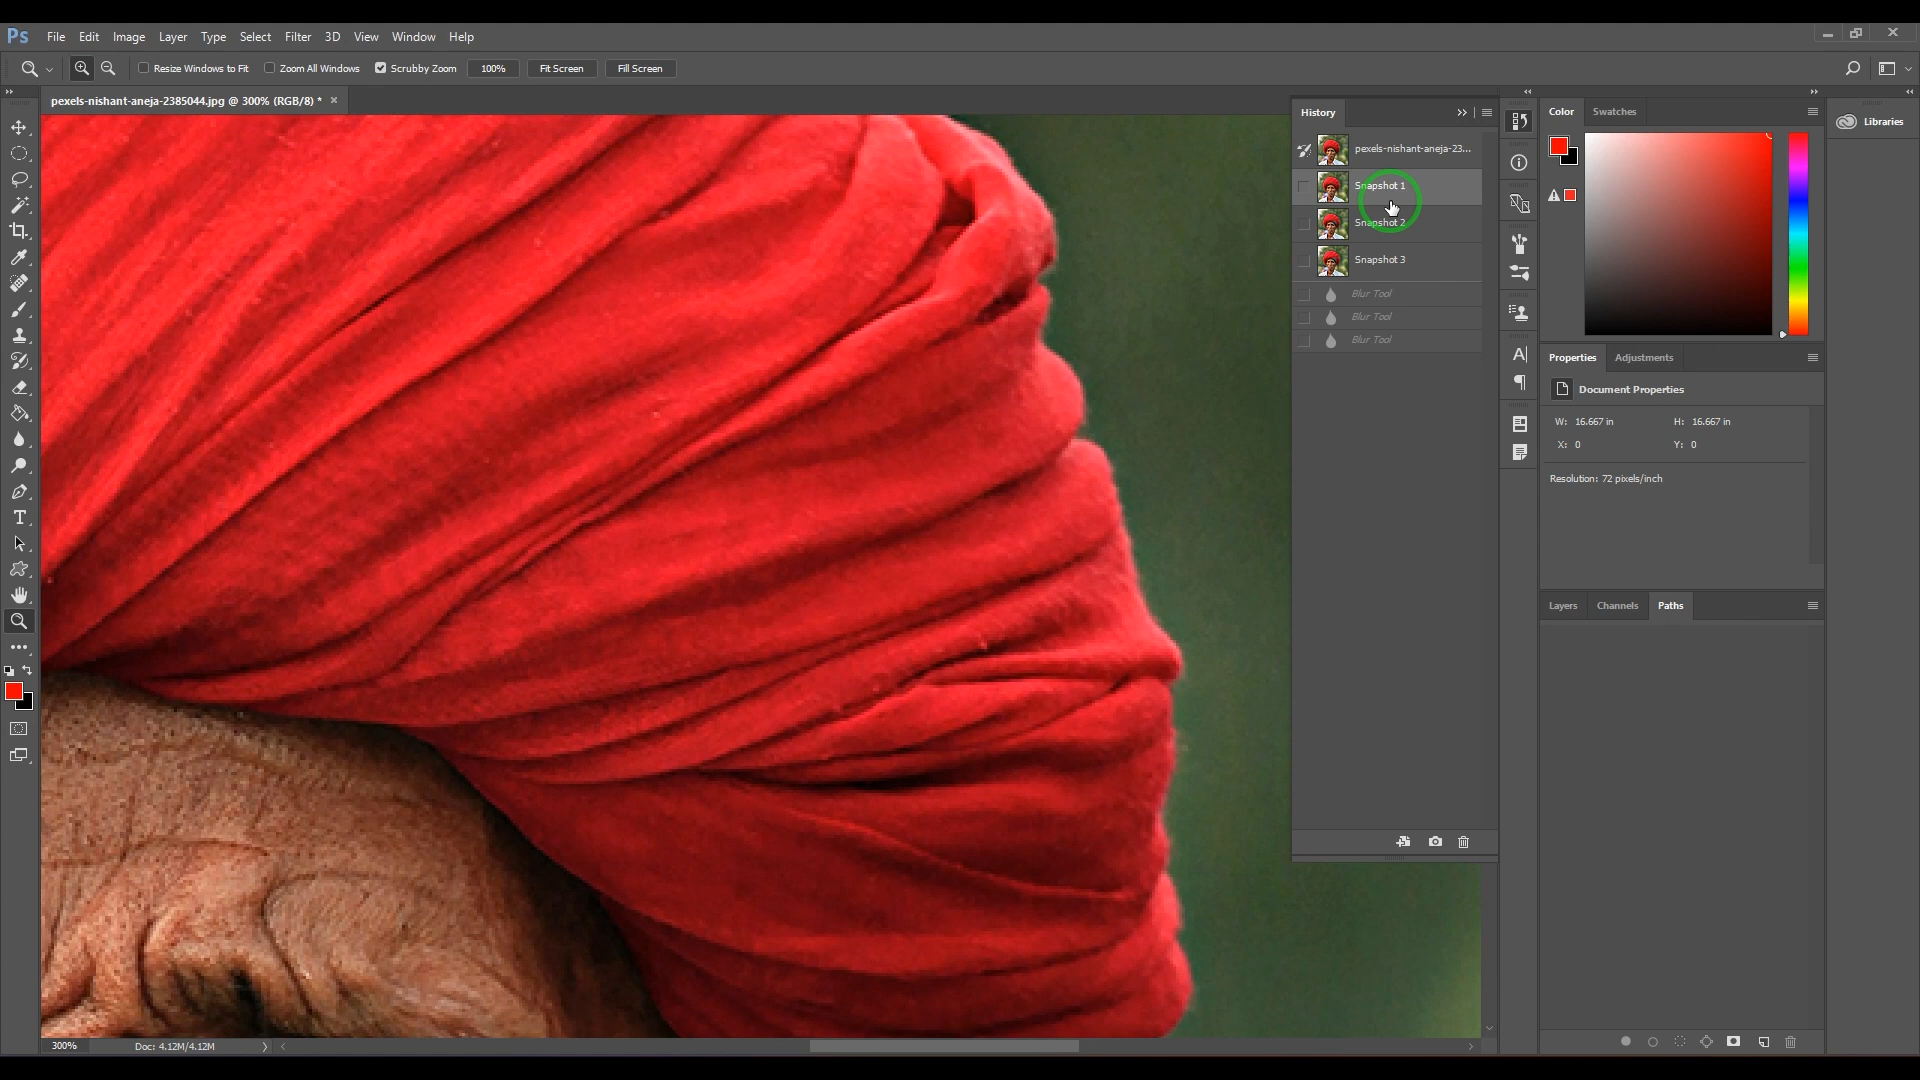 Ps File Edit Image Layer Type Select Filter 3D View Window Help
Resize Windows to Fit Zoom All Windows Scrubby Zoom 100% Fit Screen Fill Screen
pexels-nishant-aneja-2385044.jpg @ 300% (RGB/8) * ×
History
pexels-nishant-aneja-23...
Snapshot 1
Snapshot 2
Snapshot 3
Blur Tool
Blur Tool
Blur Tool
Color Swatches
Libraries
Properties Adjustments
Document Properties
W: 16.667 in H: 16.667 in
X: 0 Y: 0
Resolution: 72 pixels/inch
Layers Channels Paths
300% Doc: 4.12M/4.12M